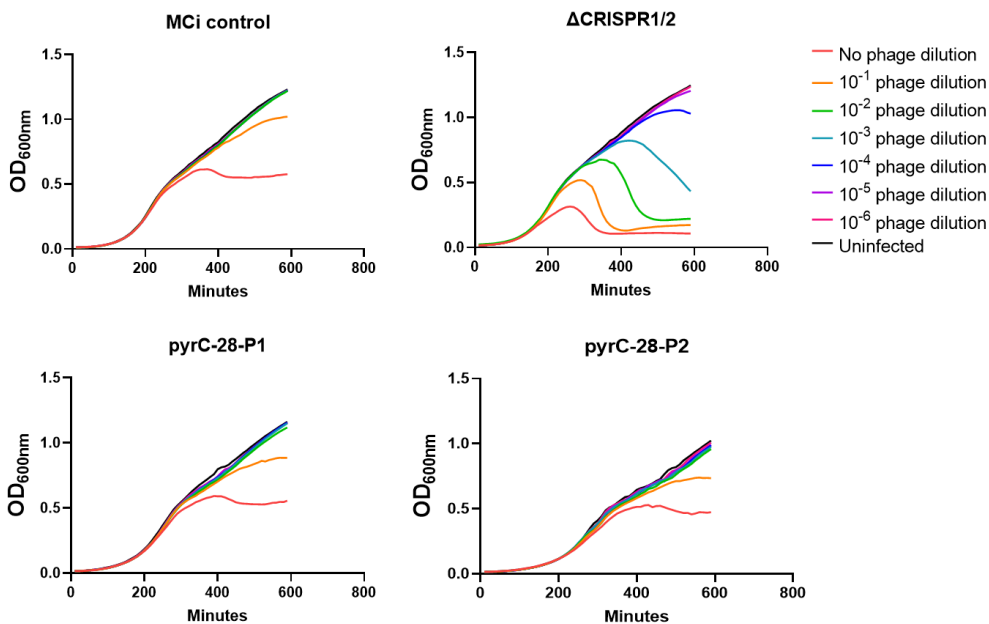 MCi control
1.5
1.0
0.5
0.0
OD600nm
0 200 400 600 800
Minutes
ΔCRISPR1/2
1.5
1.0
0.5
0.0
OD600nm
0 200 400 600 800
Minutes
No phage dilution
10-1 phage dilution
10-2 phage dilution
10-3 phage dilution
10-4 phage dilution
10-5 phage dilution
10-6 phage dilution
Uninfected
pyrC-28-P1
1.5
1.0
0.5
0.0
OD600nm
0 200 400 600 800
Minutes
pyrC-28-P2
1.5
1.0
0.5
0.0
OD600nm
0 200 400 600 800
Minutes